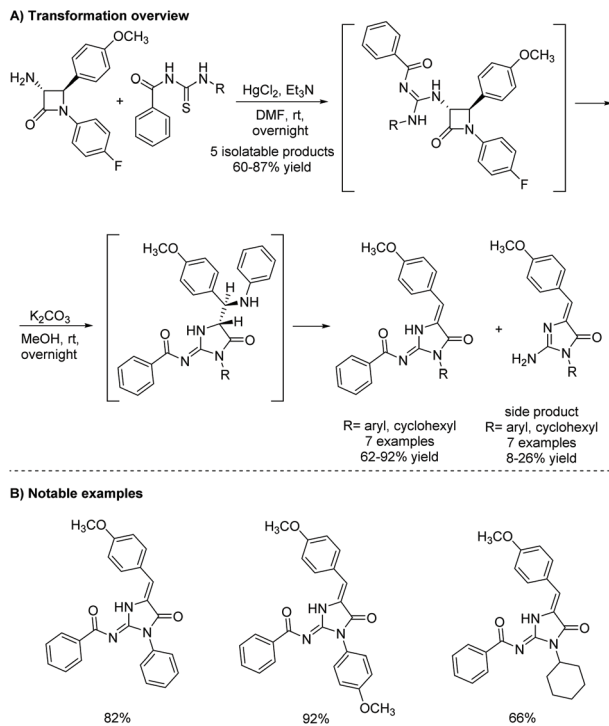 A) Transformation overview
OCH₃
H₂N
O
N
F
+
O
H
N
H
N
R
S
HgCl₂, Et₃N
DMF, rt,
overnight
5 isolatable products
60-87% yield
O
N
H
N
OCH₃
R
NH
O
N
F
K₂CO₃
MeOH, rt,
overnight
H₃CO
H
NH
HN
H
O
O
N
N
R
H₃CO
HN
O
O
N
N
R
R= aryl, cyclohexyl
7 examples
62-92% yield
H₃CO
N
O
H₂N
N
R
side product
R= aryl, cyclohexyl
7 examples
8-26% yield
B) Notable examples
H₃CO
HN
O
O
N
N
82%
H₃CO
HN
O
O
N
N
OCH₃
92%
H₃CO
HN
O
O
N
N
66%